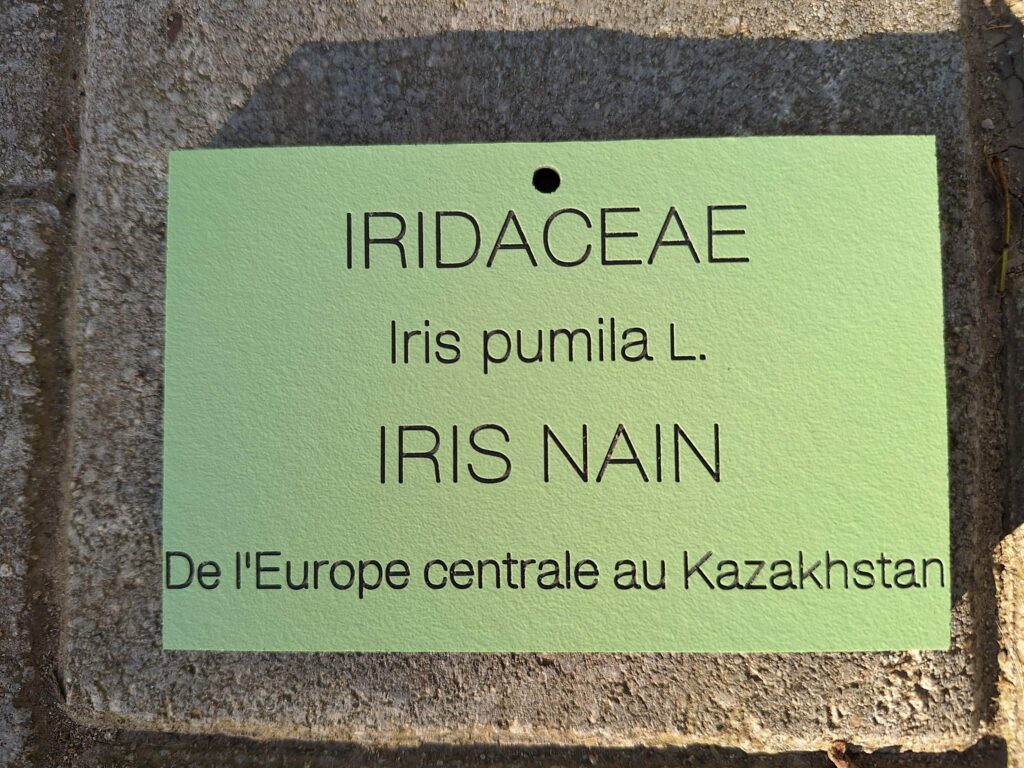 IRIDACEAE
Iris pumila L.
IRIS NAIN
De l'Europe centrale au Kazakhstan